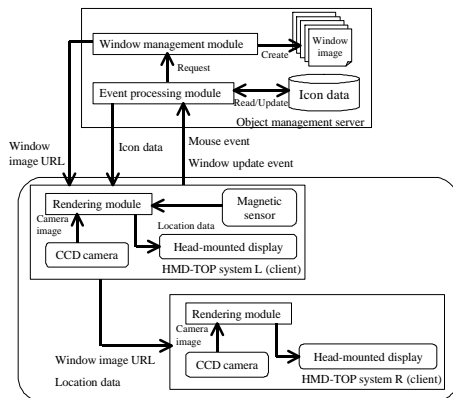 Window management module
Create
Window
image
Request
Event processing module
Read/Update
Icon data
Object management server
Window
image URL
Icon data
Mouse event
Window update event
Rendering module
Magnetic
sensor
Camera
image
Location data
CCD camera
Head-mounted display
HMD-TOP system L (client)
Rendering module
Camera
image
Window image URL
Location data
CCD camera
Head-mounted display
HMD-TOP system R (client)